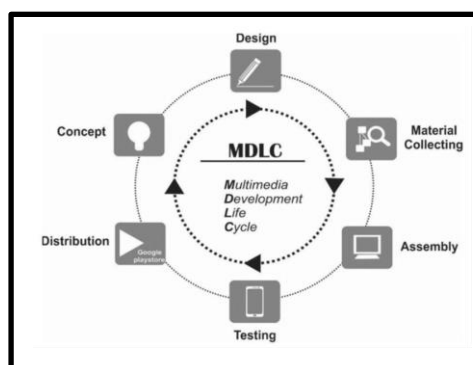 Design
Concept
Material
Collecting
MDLC
Multimedia
Development
Life
Cycle
Distribution
Google
playstore
Assembly
Testing